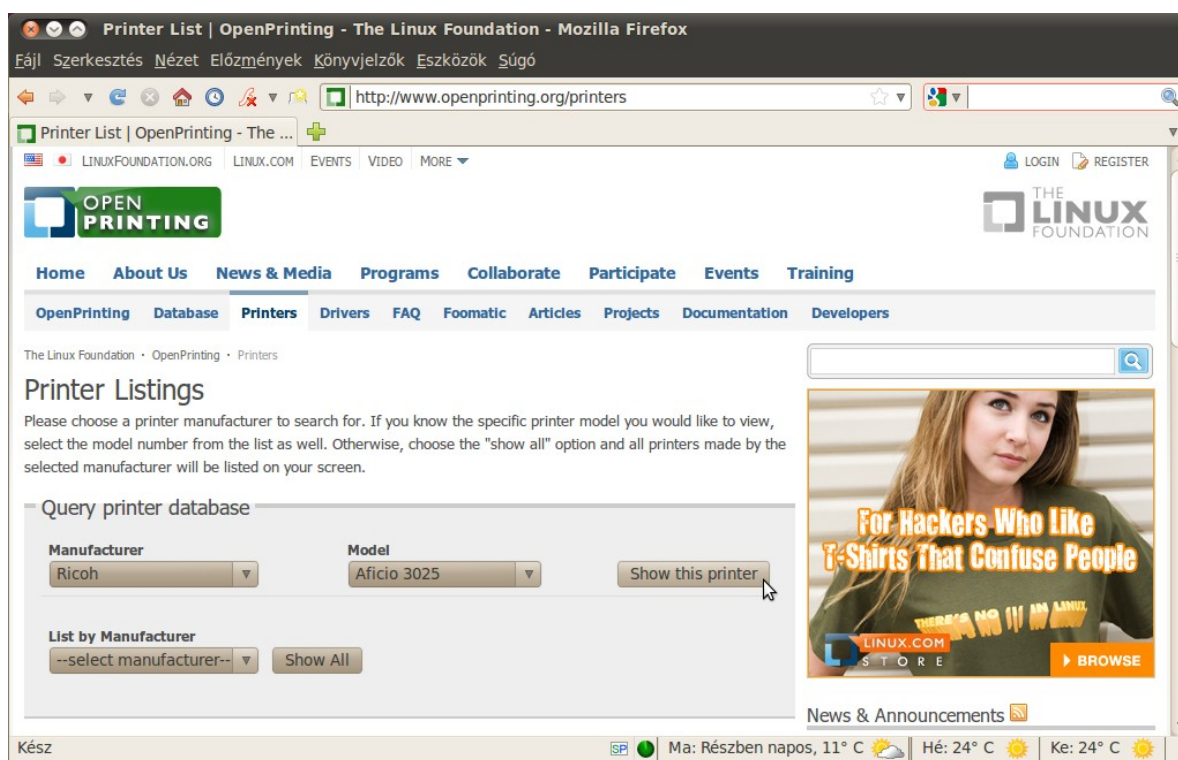 Printer List | OpenPrinting - The Linux Foundation - Mozilla Firefox
Fájl Szerkesztés Nézet Előzmények Könyvjelzők Eszközök Súgó
http://www.openprinting.org/printers
Printer List | OpenPrinting - The ...
LINUXFOUNDATION.ORG LINUX.COM EVENTS VIDEO MORE
LOGIN REGISTER
OPEN
PRINTING
THE
LINUX
FOUNDATION
Home About Us News & Media Programs Collaborate Participate Events Training
OpenPrinting Database Printers Drivers FAQ Foomatic Articles Projects Documentation Developers
The Linux Foundation · OpenPrinting · Printers
Printer Listings
Please choose a printer manufacturer to search for. If you know the specific printer model you would like to view,
select the model number from the list as well. Otherwise, choose the "show all" option and all printers made by the
selected manufacturer will be listed on your screen.
Query printer database
Manufacturer Model
Ricoh Aficio 3025 Show this printer
List by Manufacturer
--select manufacturer-- Show All
For Hackers Who Like
T-Shirts That Confuse People
THERE'S NO IN LINUX
LINUX.COM
STORE
BROWSE
News & Announcements
Kész
SP Ma: Részben napos, 11° C Hé: 24° C Ke: 24° C